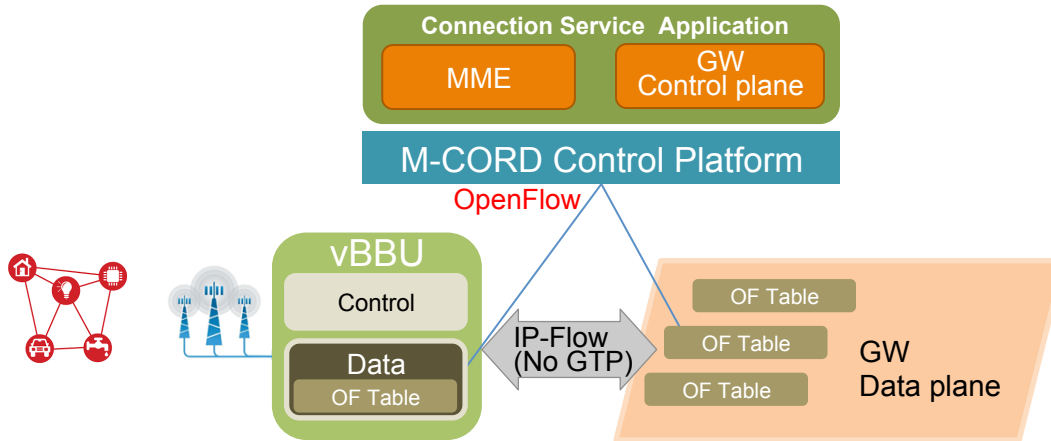 Connection Service Application
MME
GW
Control plane
M-CORD Control Platform
OpenFlow
vBBU
Control
Data
OF Table
IP-Flow
(No GTP)
OF Table
OF Table
OF Table
GW
Data plane